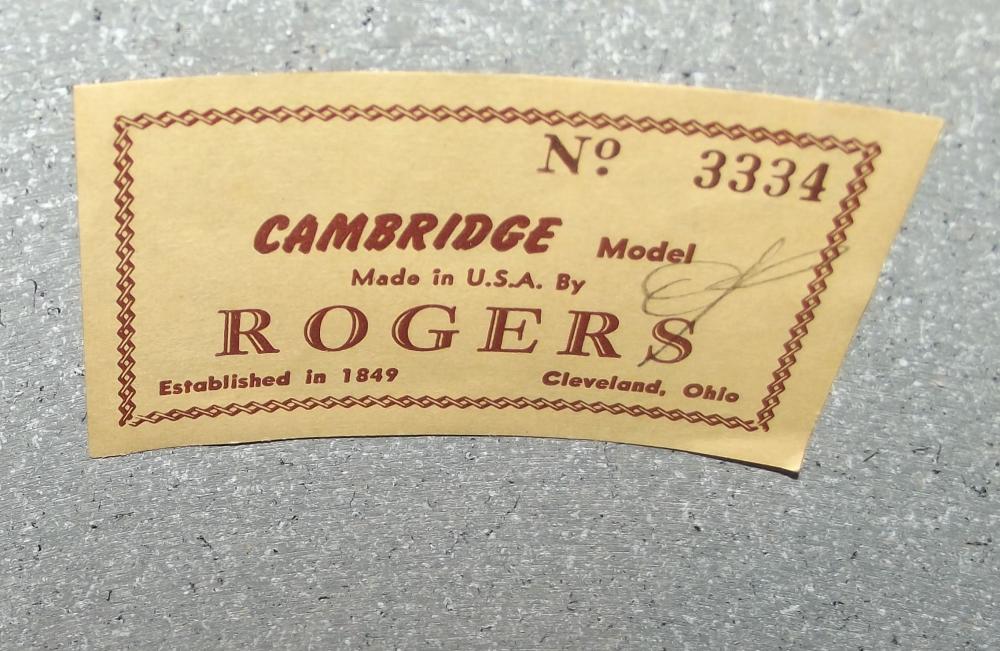 Nº 3334
CAMBRIDGE Model
Made in U.S.A. By
ROGERS
Established in 1849 Cleveland, Ohio